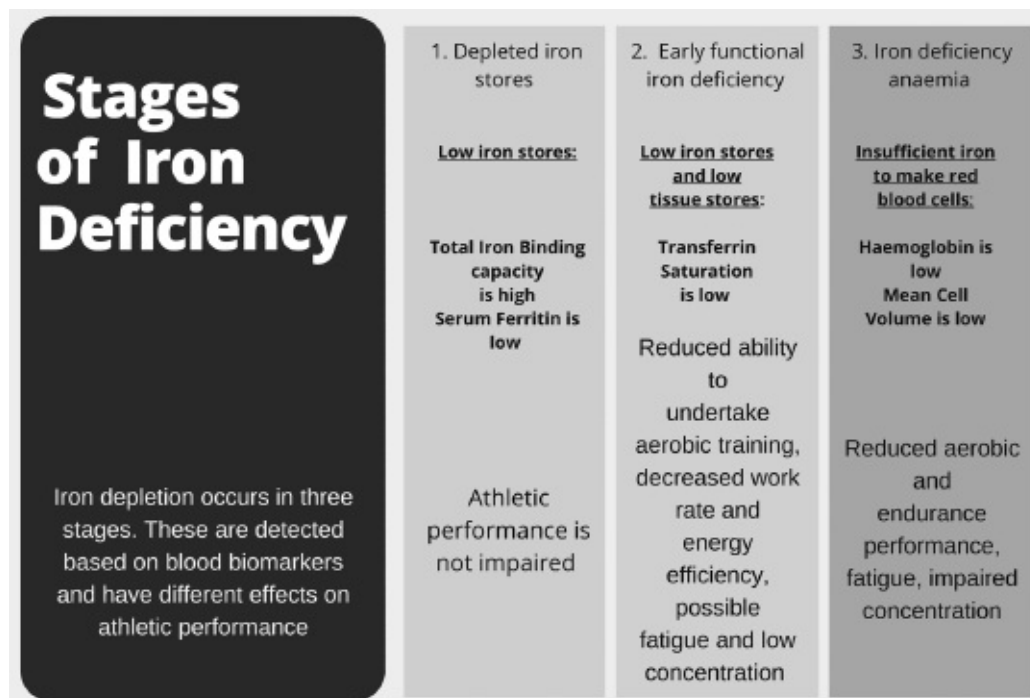 Stages
of Iron
Deficiency
Iron depletion occurs in three
stages. These are detected
based on blood biomarkers
and have different effects on
athletic performance
1. Depleted iron
stores
Low iron stores:
Total Iron Binding
capacity
is high
Serum Ferritin is
low
Athletic
performance is
not impaired
2. Early functional
iron deficiency
Low iron stores
and low
tissue stores:
Transferrin
Saturation
is low
Reduced ability
to
undertake
aerobic training,
decreased work
rate and
energy
efficiency,
possible
fatigue and low
concentration
3. Iron deficiency
anaemia
Insufficient iron
to make red
blood cells:
Haemoglobin is
low
Mean Cell
Volume is low
Reduced aerobic
and
endurance
performance,
fatigue, impaired
concentration